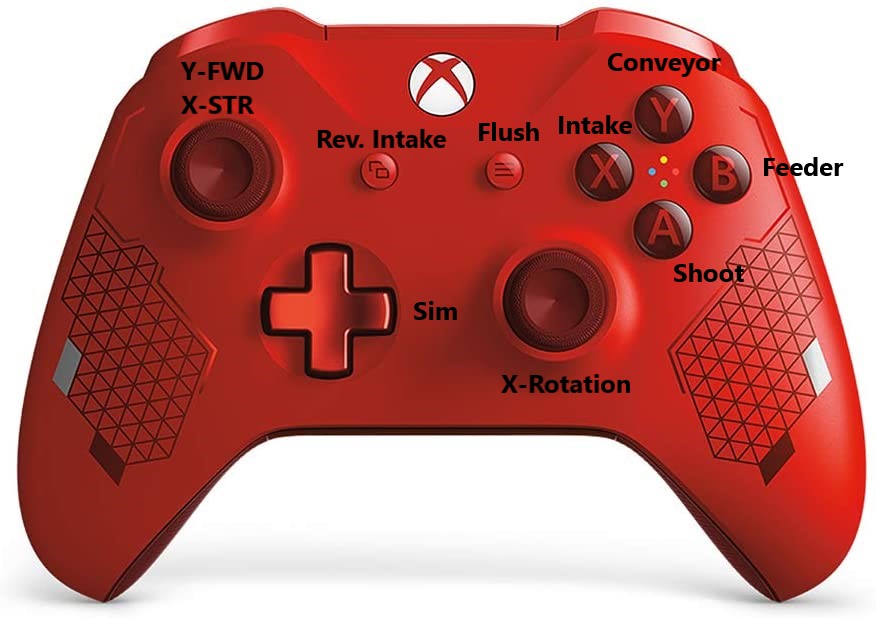 Y-FWD
X-STR
Conveyor
Rev. Intake
Flush
Intake
Y
X
B
Feeder
A
Shoot
Sim
X-Rotation